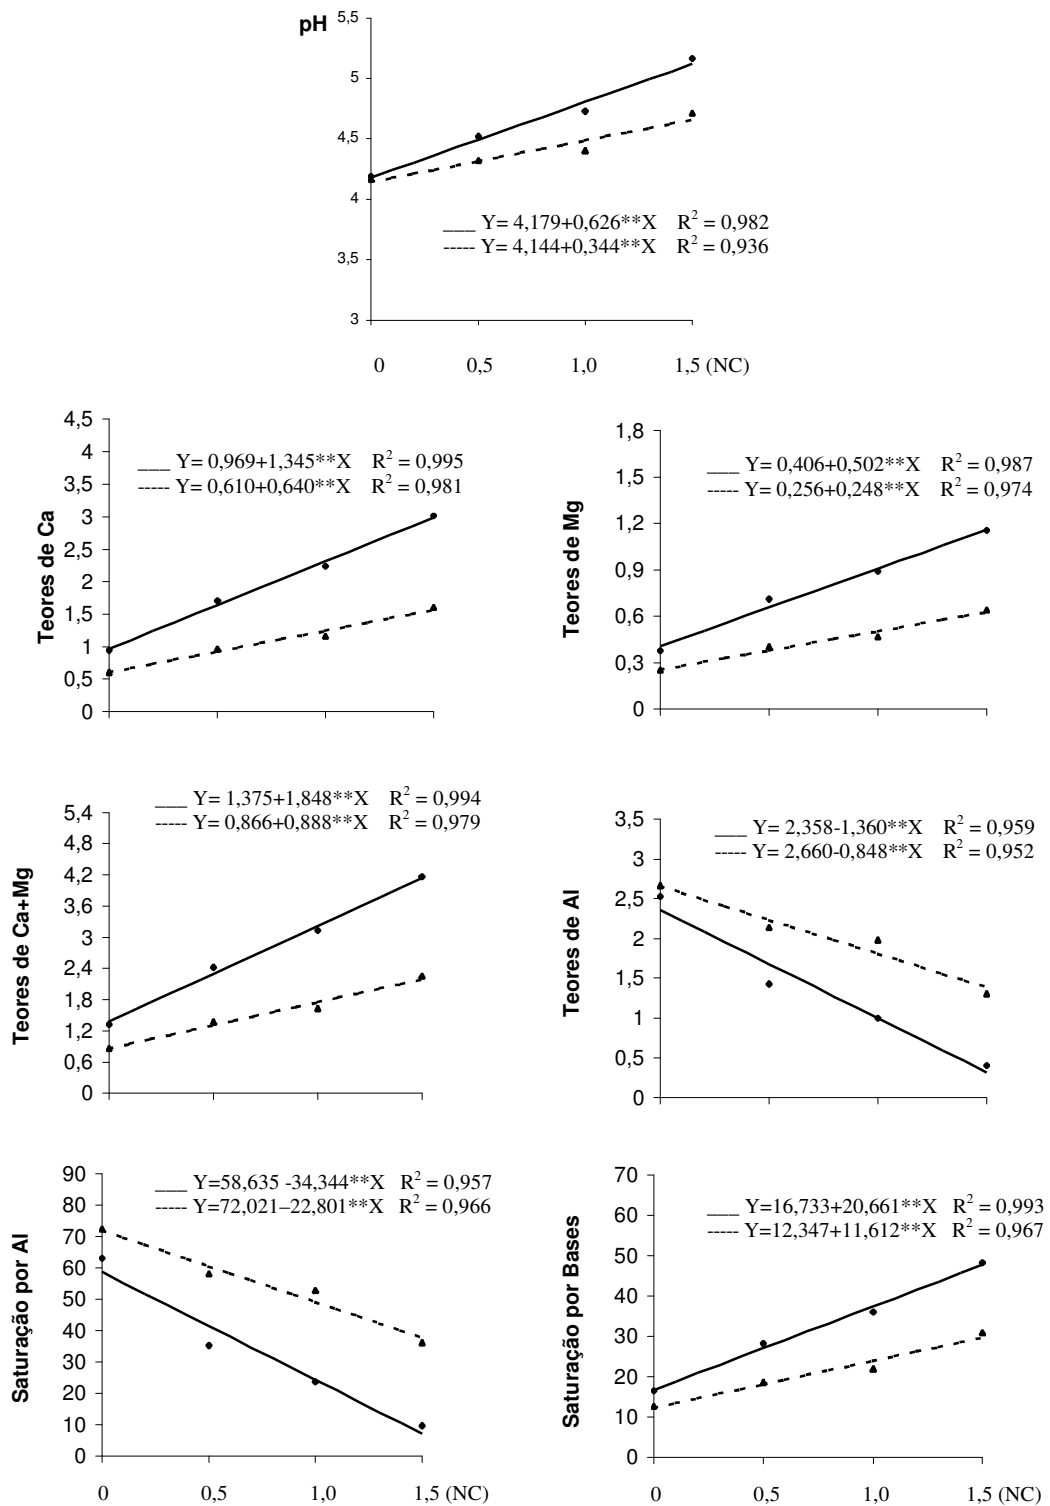 pH
5,5
5
4,5
4
3,5
3
___ Y= 4,179+0,626**X R² = 0,982
----- Y= 4,144+0,344**X R² = 0,936
0 0,5 1,0 1,5 (NC)
Teores de Ca
4,5
4
3,5
3
2,5
2
1,5
1
0,5
0
___ Y= 0,969+1,345**X R² = 0,995
----- Y= 0,610+0,640**X R² = 0,981
Teores de Mg
1,8
1,5
1,2
0,9
0,6
0,3
0
___ Y= 0,406+0,502**X R² = 0,987
----- Y= 0,256+0,248**X R² = 0,974
Teores de Ca+Mg
5,4
4,8
4,2
3,6
3
2,4
1,8
1,2
0,6
0
___ Y= 1,375+1,848**X R² = 0,994
----- Y= 0,866+0,888**X R² = 0,979
Teores de Al
3,5
3
2,5
2
1,5
1
0,5
0
___ Y= 2,358-1,360**X R² = 0,959
----- Y= 2,660-0,848**X R² = 0,952
Saturação por Al
90
80
70
60
50
40
30
20
10
0
___ Y=58,635 -34,344**X R² = 0,957
----- Y=72,021–22,801**X R² = 0,966
0 0,5 1,0 1,5 (NC)
Saturação por Bases
70
60
50
40
30
20
10
0
___ Y=16,733+20,661**X R² = 0,993
----- Y=12,347+11,612**X R² = 0,967
0 0,5 1,0 1,5 (NC)